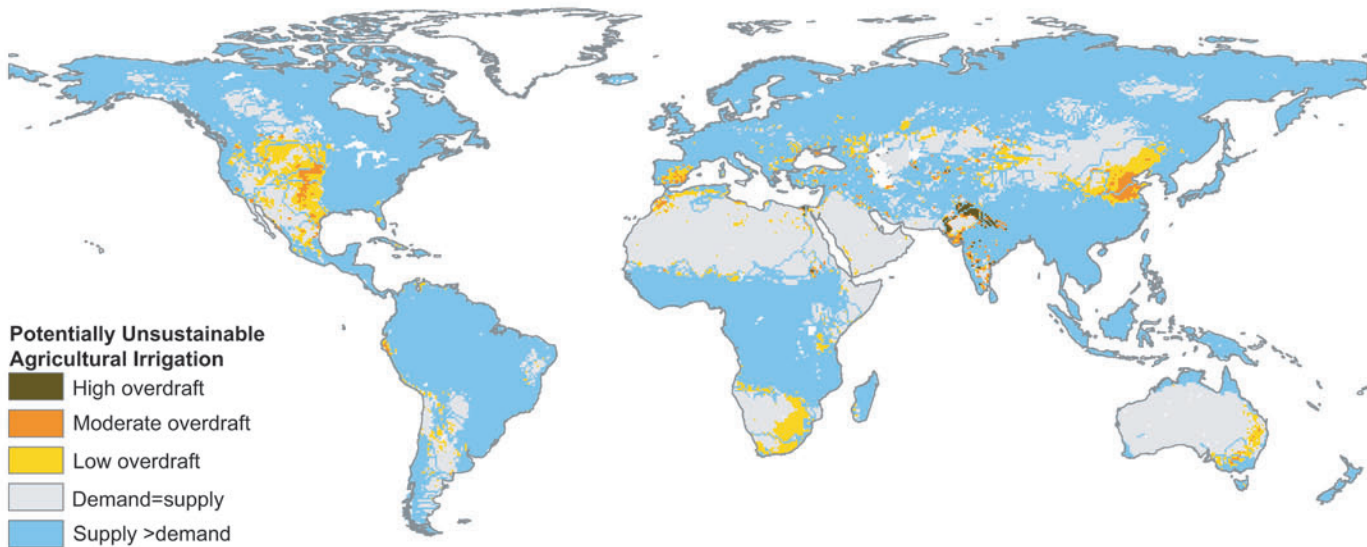 Potentially Unsustainable
Agricultural Irrigation
High overdraft
Moderate overdraft
Low overdraft
Demand=supply
Supply >demand